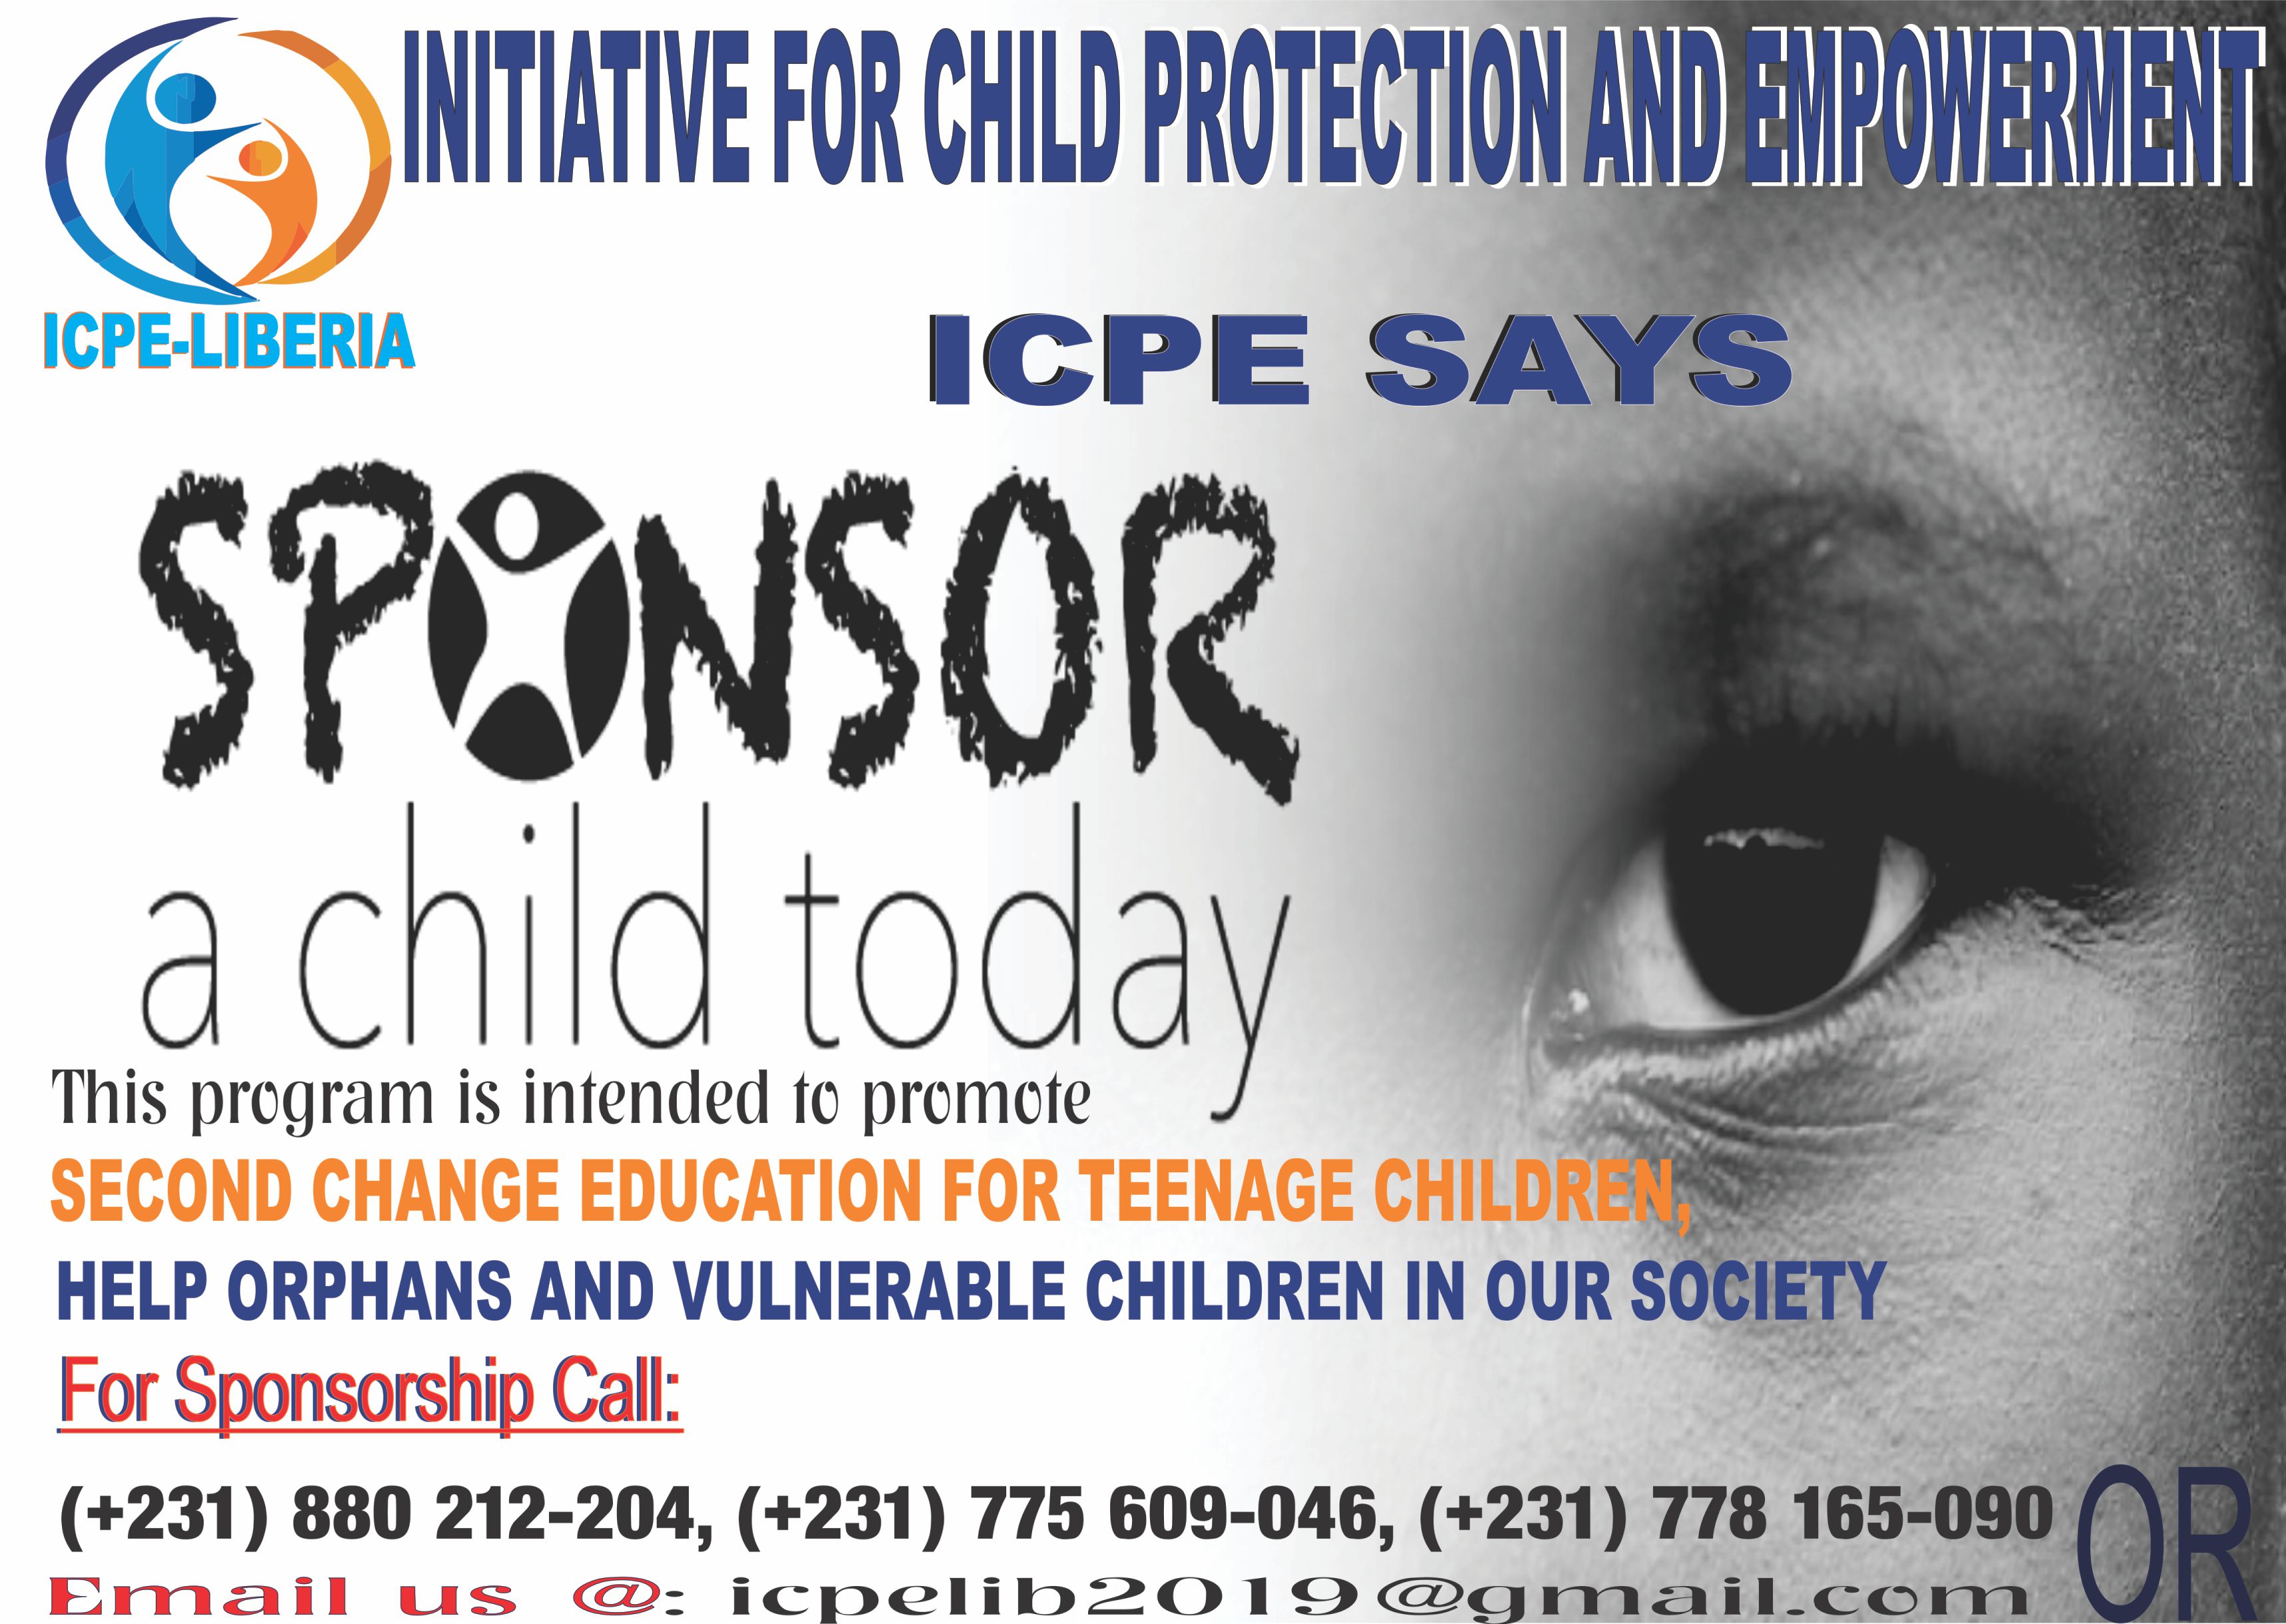 INITIATIVE FOR CHILD PROTECTION AND EMPOWERMENT
ICPE-LIBERIA
ICPE SAYS
SPONSOR
a child today
This program is intended to promote
SECOND CHANGE EDUCATION FOR TEENAGE CHILDREN,
HELP ORPHANS AND VULNERABLE CHILDREN IN OUR SOCIETY
For Sponsorship Call:
(+231) 880 212-204, (+231) 775 609-046, (+231) 778 165-090 OR
Email us @: icpelib2019@gmail.com